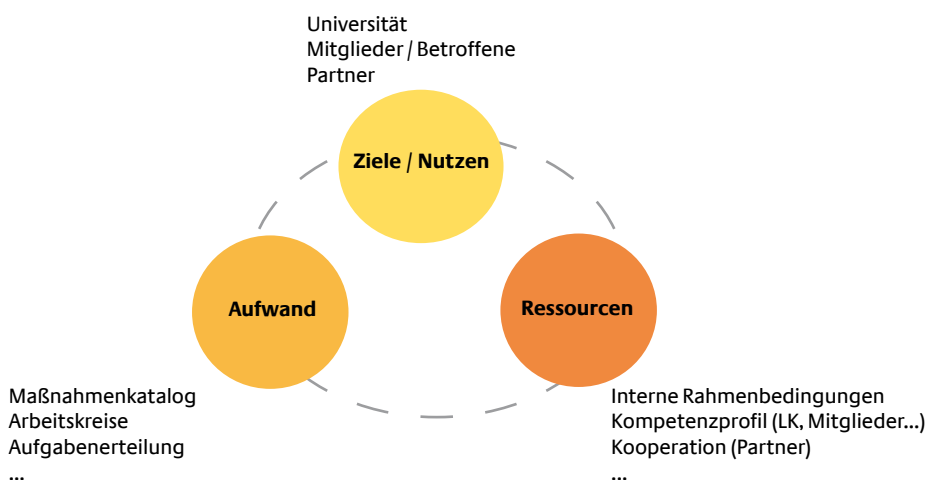 Universität
Mitglieder / Betroffene
Partner
Ziele / Nutzen
Aufwand
Ressourcen
Maßnahmenkatalog
Arbeitskreise
Aufgabenerteilung
...
Interne Rahmenbedingungen
Kompetenzprofil (LK, Mitglieder...)
Kooperation (Partner)
...